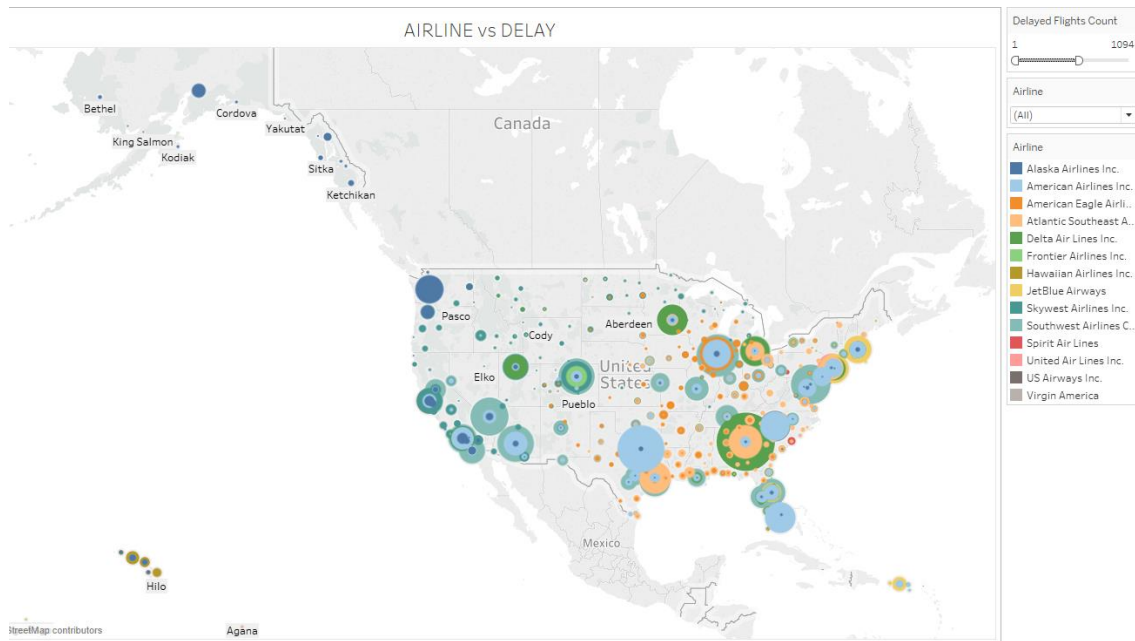 AIRLINE vs DELAY
Bethel
Cordova
Yakutat
King Salmon
Kodiak
Sitka
Ketchikan
Canada
Pasco
Cody
Aberdeen
Elko
United
States
Pueblo
Mexico
Hilo
Agana
StreetMap contributors
Delayed Flights Count
1 1094
Airline
(All)
Airline
Alaska Airlines Inc.
American Airlines Inc.
American Eagle Airli..
Atlantic Southeast A..
Delta Air Lines Inc.
Frontier Airlines Inc.
Hawaiian Airlines Inc.
JetBlue Airways
Skywest Airlines Inc.
Southwest Airlines C..
Spirit Air Lines
United Air Lines Inc.
US Airways Inc.
Virgin America